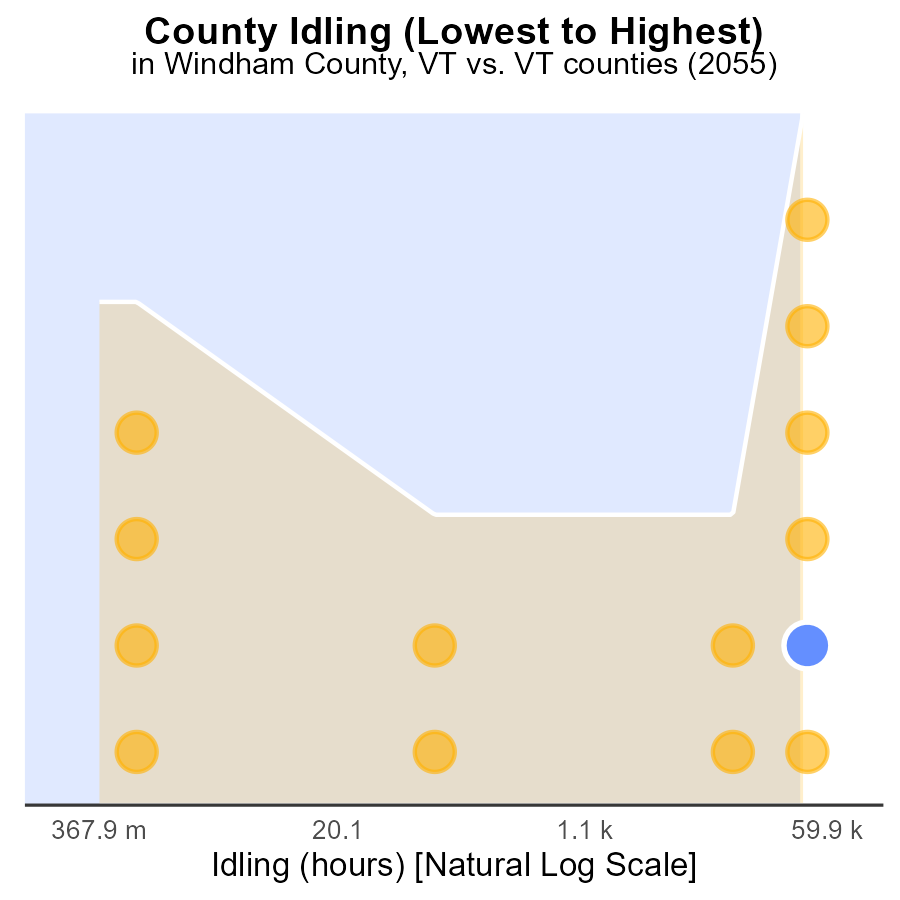 County Idling (Lowest to Highest)
in Windham County, VT vs. VT counties (2055)
367.9 m 20.1 1.1 k 59.9 k
Idling (hours) [Natural Log Scale]